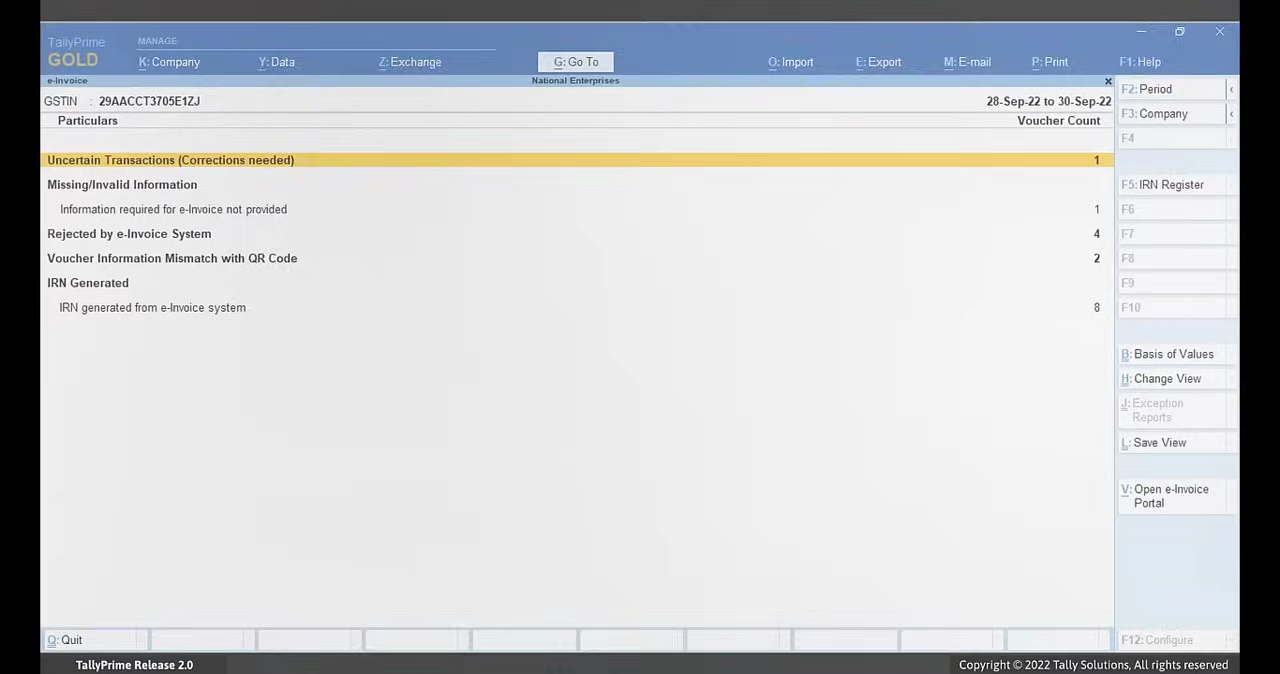 TallyPrime
GOLD
MANAGE
K: Company
Y: Data
Z: Exchange
G: Go To
O: Import
E: Export
M: E-mail
P: Print
F1: Help
e-Invoice
National Enterprises
GSTIN : 29AACCT3705E1ZJ
28-Sep-22 to 30-Sep-22
Particulars
Voucher Count
Uncertain Transactions (Corrections needed) 1
Missing/Invalid Information
Information required for e-Invoice not provided 1
Rejected by e-Invoice System 4
Voucher Information Mismatch with QR Code 2
IRN Generated
IRN generated from e-Invoice system 8
F2: Period
F3: Company
F4
F5: IRN Register
F6
F7
F8
F9
F10
B: Basis of Values
H: Change View
J: Exception
Reports
L: Save View
V: Open e-Invoice
Portal
Q: Quit
F12: Configure
TallyPrime Release 2.0
Copyright © 2022 Tally Solutions, All rights reserved